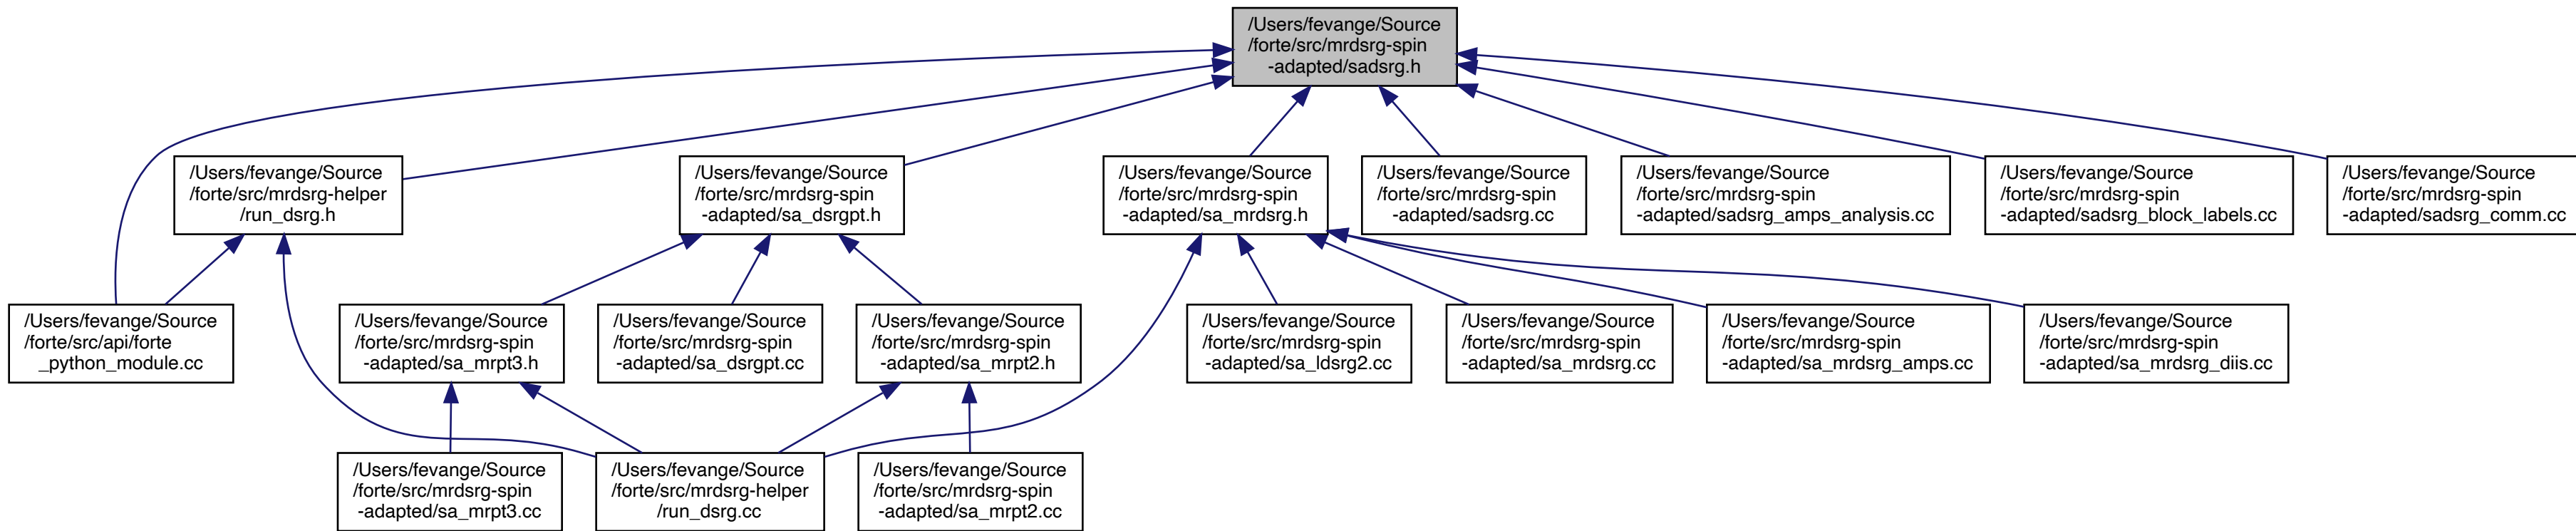 /Users/fevange/Source
/forte/src/mrdsrg-spin
-adapted/sadsrg.h
/Users/fevange/Source
/forte/src/mrdsrg-helper
/run_dsrg.h
/Users/fevange/Source
/forte/src/mrdsrg-spin
-adapted/sa_dsrgpt.h
/Users/fevange/Source
/forte/src/mrdsrg-spin
-adapted/sa_mrdsrg.h
/Users/fevange/Source
/forte/src/mrdsrg-spin
-adapted/sadsrg.cc
/Users/fevange/Source
/forte/src/mrdsrg-spin
-adapted/sadsrg_amps_analysis.cc
/Users/fevange/Source
/forte/src/mrdsrg-spin
-adapted/sadsrg_block_labels.cc
/Users/fevange/Source
/forte/src/mrdsrg-spin
-adapted/sadsrg_comm.cc
/Users/fevange/Source
/forte/src/api/forte
_python_module.cc
/Users/fevange/Source
/forte/src/mrdsrg-spin
-adapted/sa_mrpt3.h
/Users/fevange/Source
/forte/src/mrdsrg-spin
-adapted/sa_dsrgpt.cc
/Users/fevange/Source
/forte/src/mrdsrg-spin
-adapted/sa_mrpt2.h
/Users/fevange/Source
/forte/src/mrdsrg-spin
-adapted/sa_ldsrg2.cc
/Users/fevange/Source
/forte/src/mrdsrg-spin
-adapted/sa_mrdsrg.cc
/Users/fevange/Source
/forte/src/mrdsrg-spin
-adapted/sa_mrdsrg_amps.cc
/Users/fevange/Source
/forte/src/mrdsrg-spin
-adapted/sa_mrdsrg_diis.cc
/Users/fevange/Source
/forte/src/mrdsrg-spin
-adapted/sa_mrpt3.cc
/Users/fevange/Source
/forte/src/mrdsrg-helper
/run_dsrg.cc
/Users/fevange/Source
/forte/src/mrdsrg-spin
-adapted/sa_mrpt2.cc